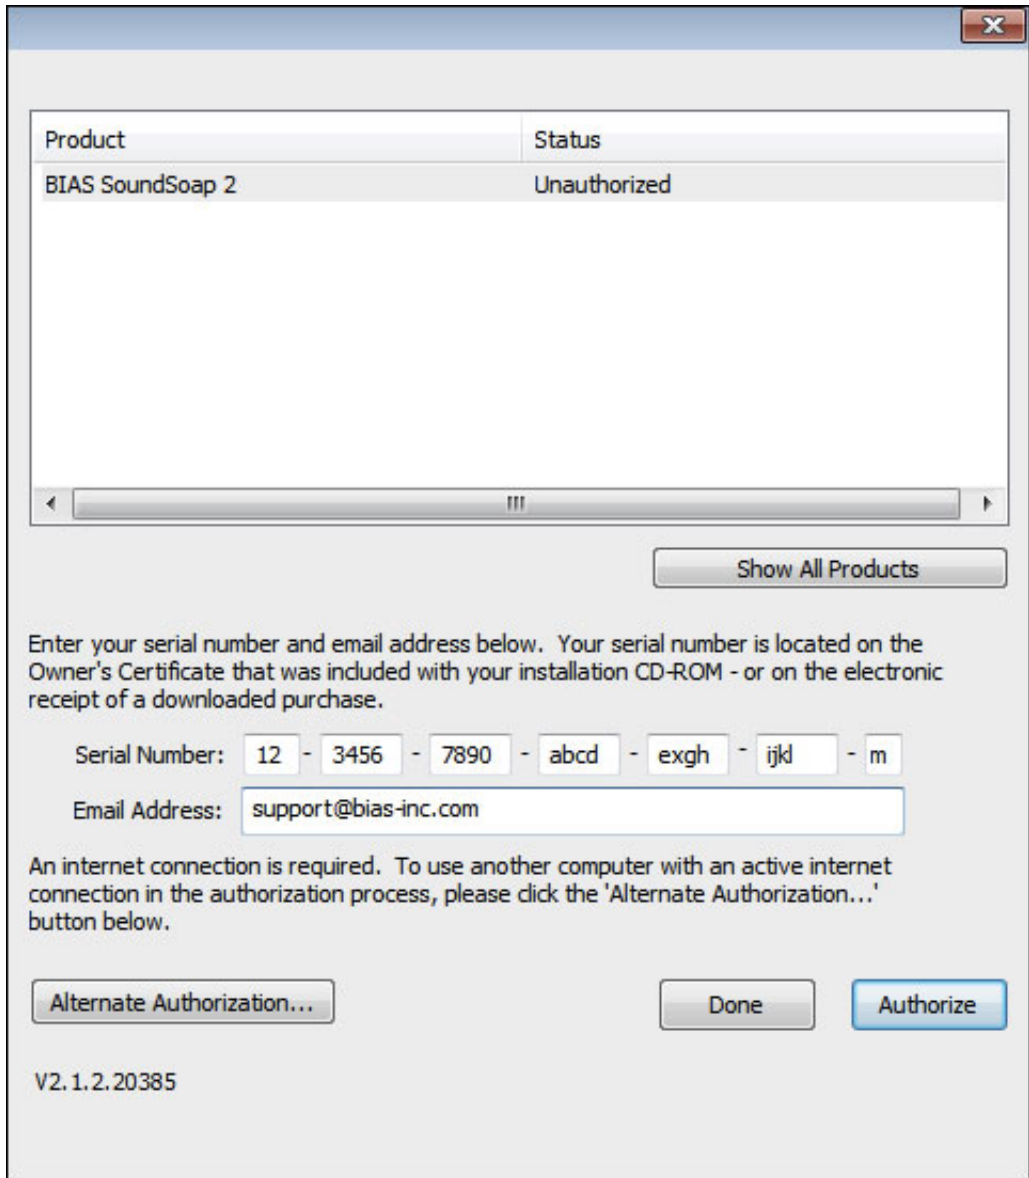 Product Status
BIAS SoundSoap 2 Unauthorized
Show All Products
Enter your serial number and email address below.  Your serial number is located on the
Owner's Certificate that was included with your installation CD-ROM - or on the electronic
receipt of a downloaded purchase.
Serial Number: 12 - 3456 - 7890 - abcd - exgh - ijkl - m
Email Address: support@bias-inc.com
An internet connection is required.  To use another computer with an active internet
connection in the authorization process, please click the 'Alternate Authorization...'
button below.
Alternate Authorization... Done Authorize
V2.1.2.20385